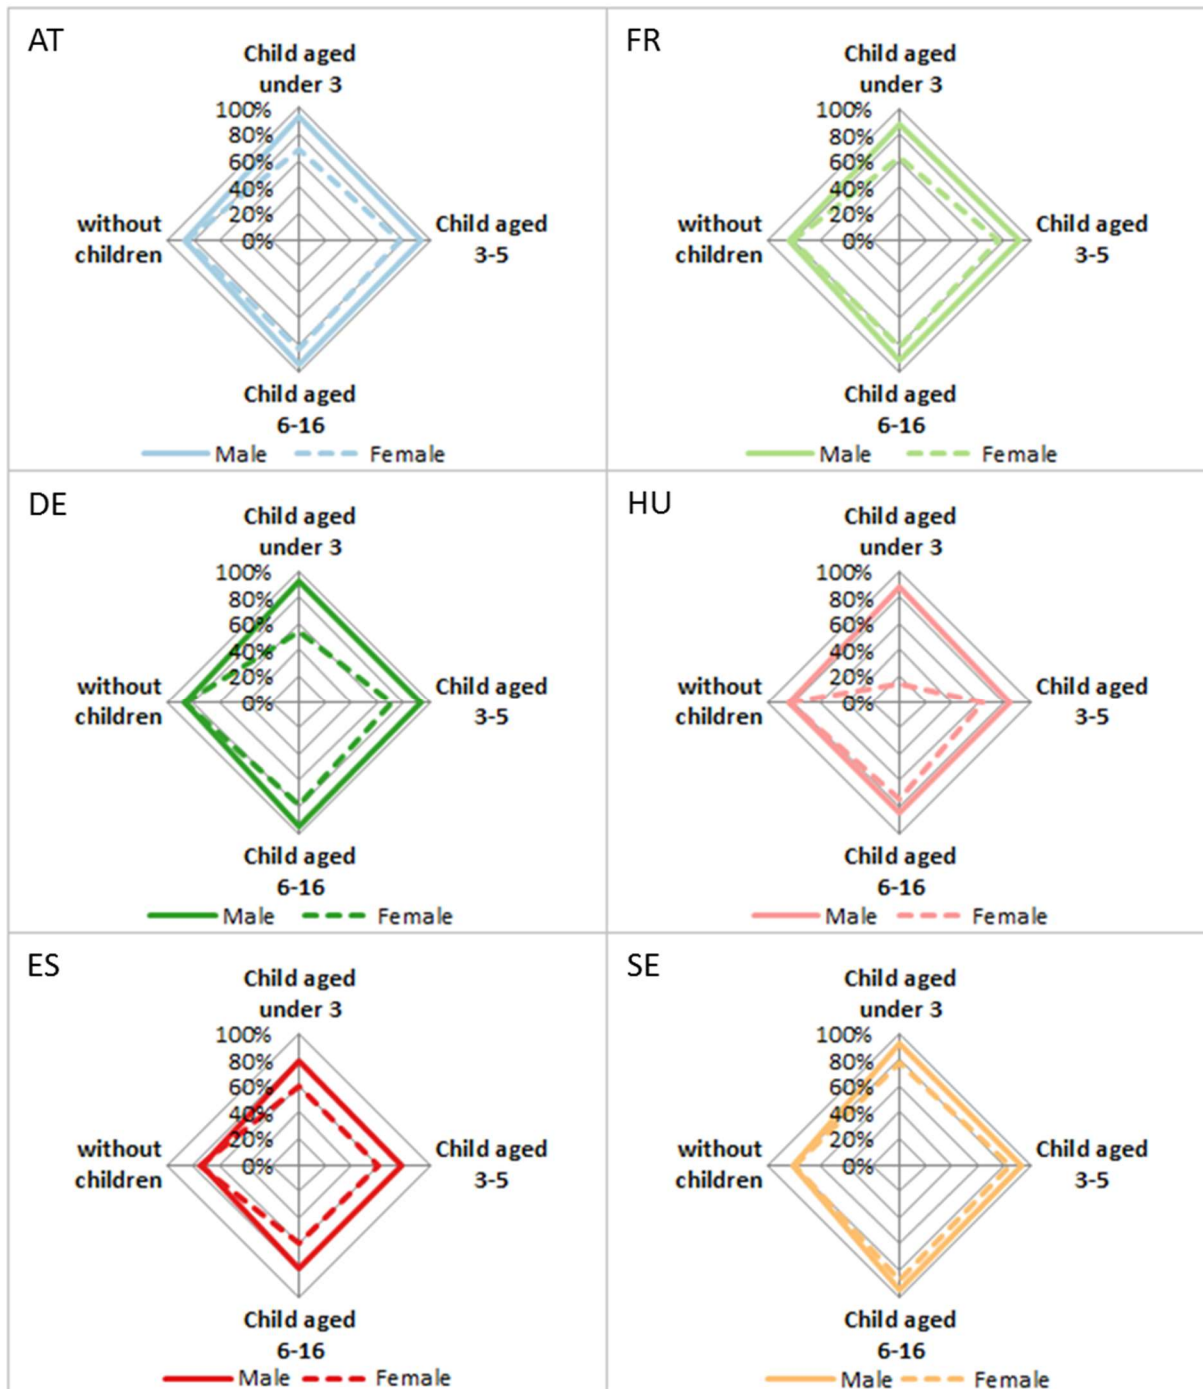 AT
Child aged
under 3
100%
80%
60%
40%
20%
0%
without
children
Child aged
3-5
Child aged
6-16
Male Female
FR
Child aged
under 3
100%
80%
60%
40%
20%
0%
without
children
Child aged
3-5
Child aged
6-16
Male Female
DE
Child aged
under 3
100%
80%
60%
40%
20%
0%
without
children
Child aged
3-5
Child aged
6-16
Male Female
HU
Child aged
under 3
100%
80%
60%
40%
20%
0%
without
children
Child aged
3-5
Child aged
6-16
Male Female
ES
Child aged
under 3
100%
80%
60%
40%
20%
0%
without
children
Child aged
3-5
Child aged
6-16
Male Female
SE
Child aged
under 3
100%
80%
60%
40%
20%
0%
without
children
Child aged
3-5
Child aged
6-16
Male Female